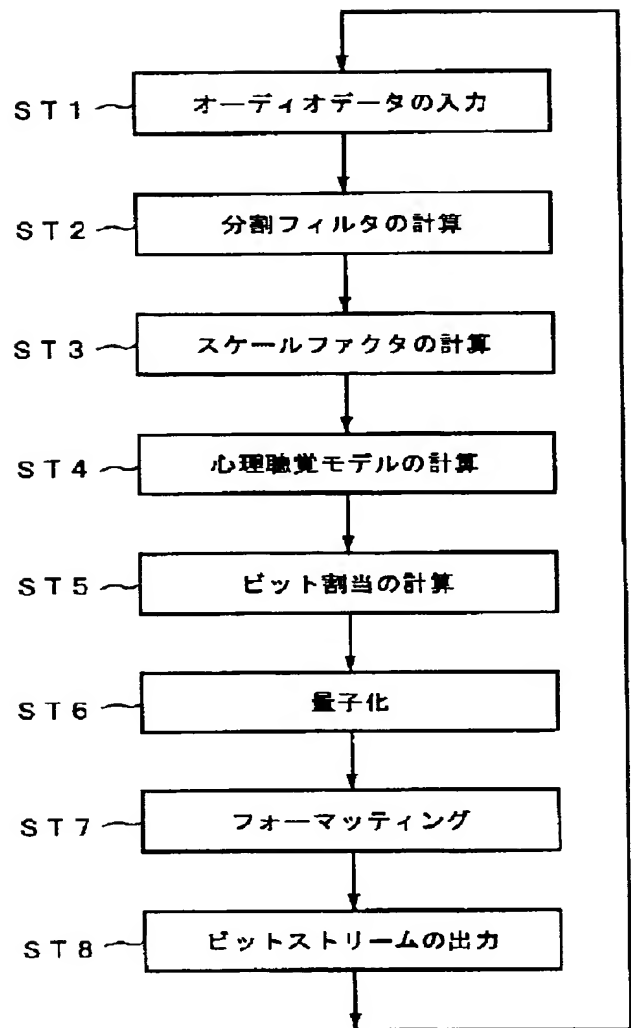 ST1 オーディオデータの入力
ST2 分割フィルタの計算
ST3 スケールファクタの計算
ST4 心理聴覚モデルの計算
ST5 ビット割当の計算
ST6 量子化
ST7 フォーマッティング
ST8 ビットストリームの出力